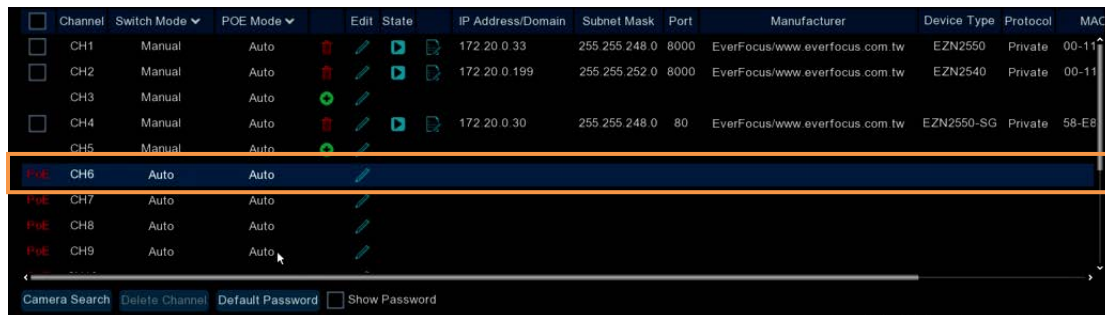 Channel Switch Mode POE Mode Edit State IP Address/Domain Subnet Mask Port Manufacturer Device Type Protocol MAC
CH1 Manual Auto 172.20.0.33 255.255.248.0 8000 EverFocus/www.everfocus.com.tw EZN2550 Private 00-11
CH2 Manual Auto 172.20.0.199 255.255.252.0 8000 EverFocus/www.everfocus.com.tw EZN2540 Private 00-11
CH3 Manual Auto
CH4 Manual Auto 172.20.0.30 255.255.248.0 80 EverFocus/www.everfocus.com.tw EZN2550-SG Private 58-E8
CH5 Manual Auto
PoE CH6 Auto Auto
PoE CH7 Auto Auto
PoE CH8 Auto Auto
PoE CH9 Auto Auto
Camera Search Delete Channel Default Password Show Password